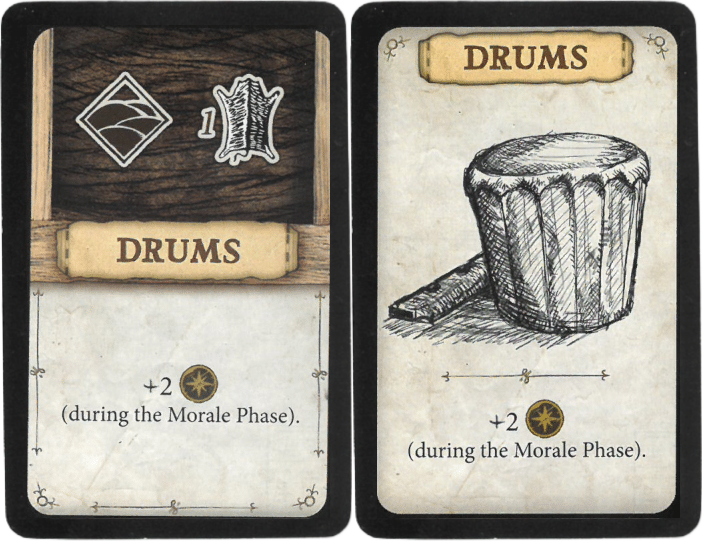 1
DRUMS
+2
(during the Morale Phase).
DRUMS
+2
(during the Morale Phase).